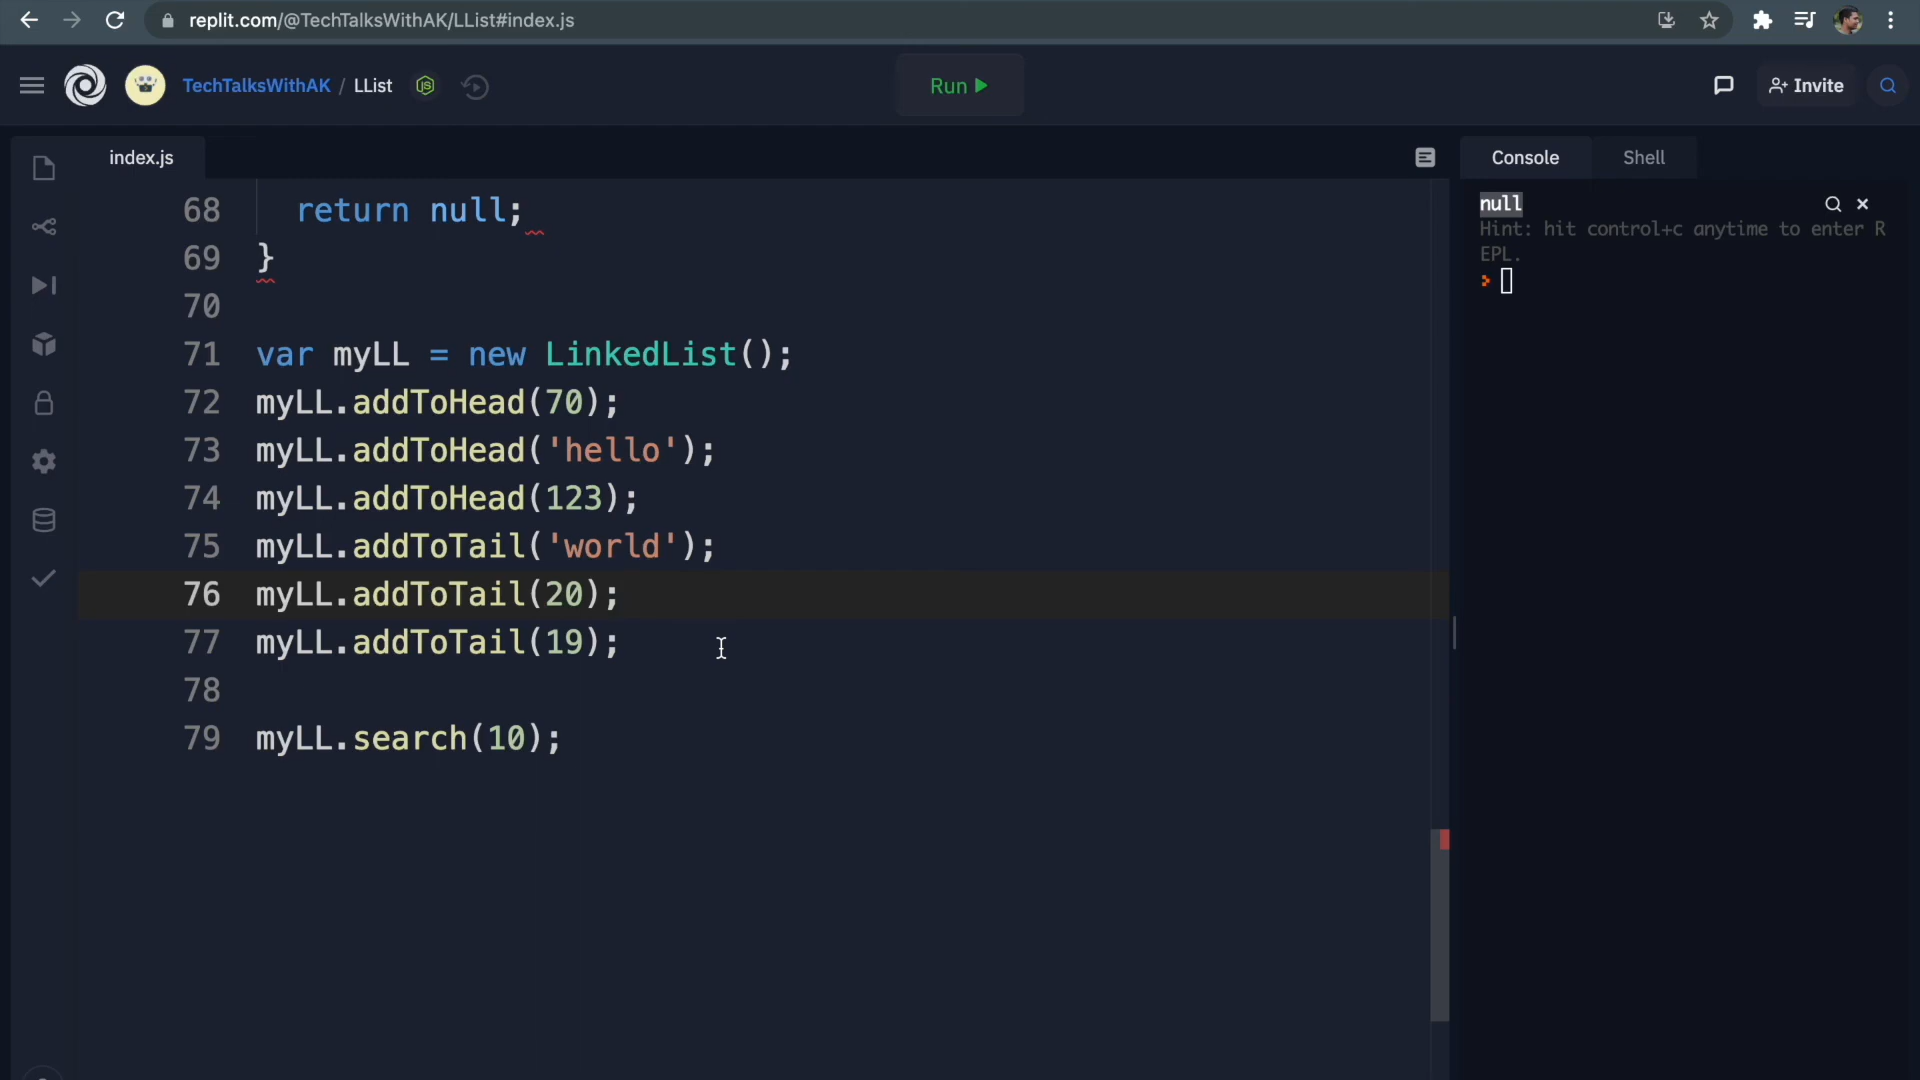 replit.com/@TechTalksWithAK/LList#index.js
TechTalksWithAK / LList
Run
Invite
index.js
Console
Shell
68 return null;
69 }
70
71 var myLL = new LinkedList();
72 myLL.addToHead(70);
73 myLL.addToHead('hello');
74 myLL.addToHead(123);
75 myLL.addToTail('world');
76 myLL.addToTail(20);
77 myLL.addToTail(19);
78
79 myLL.search(10);
null
Hint: hit control+c anytime to enter R
EPL.